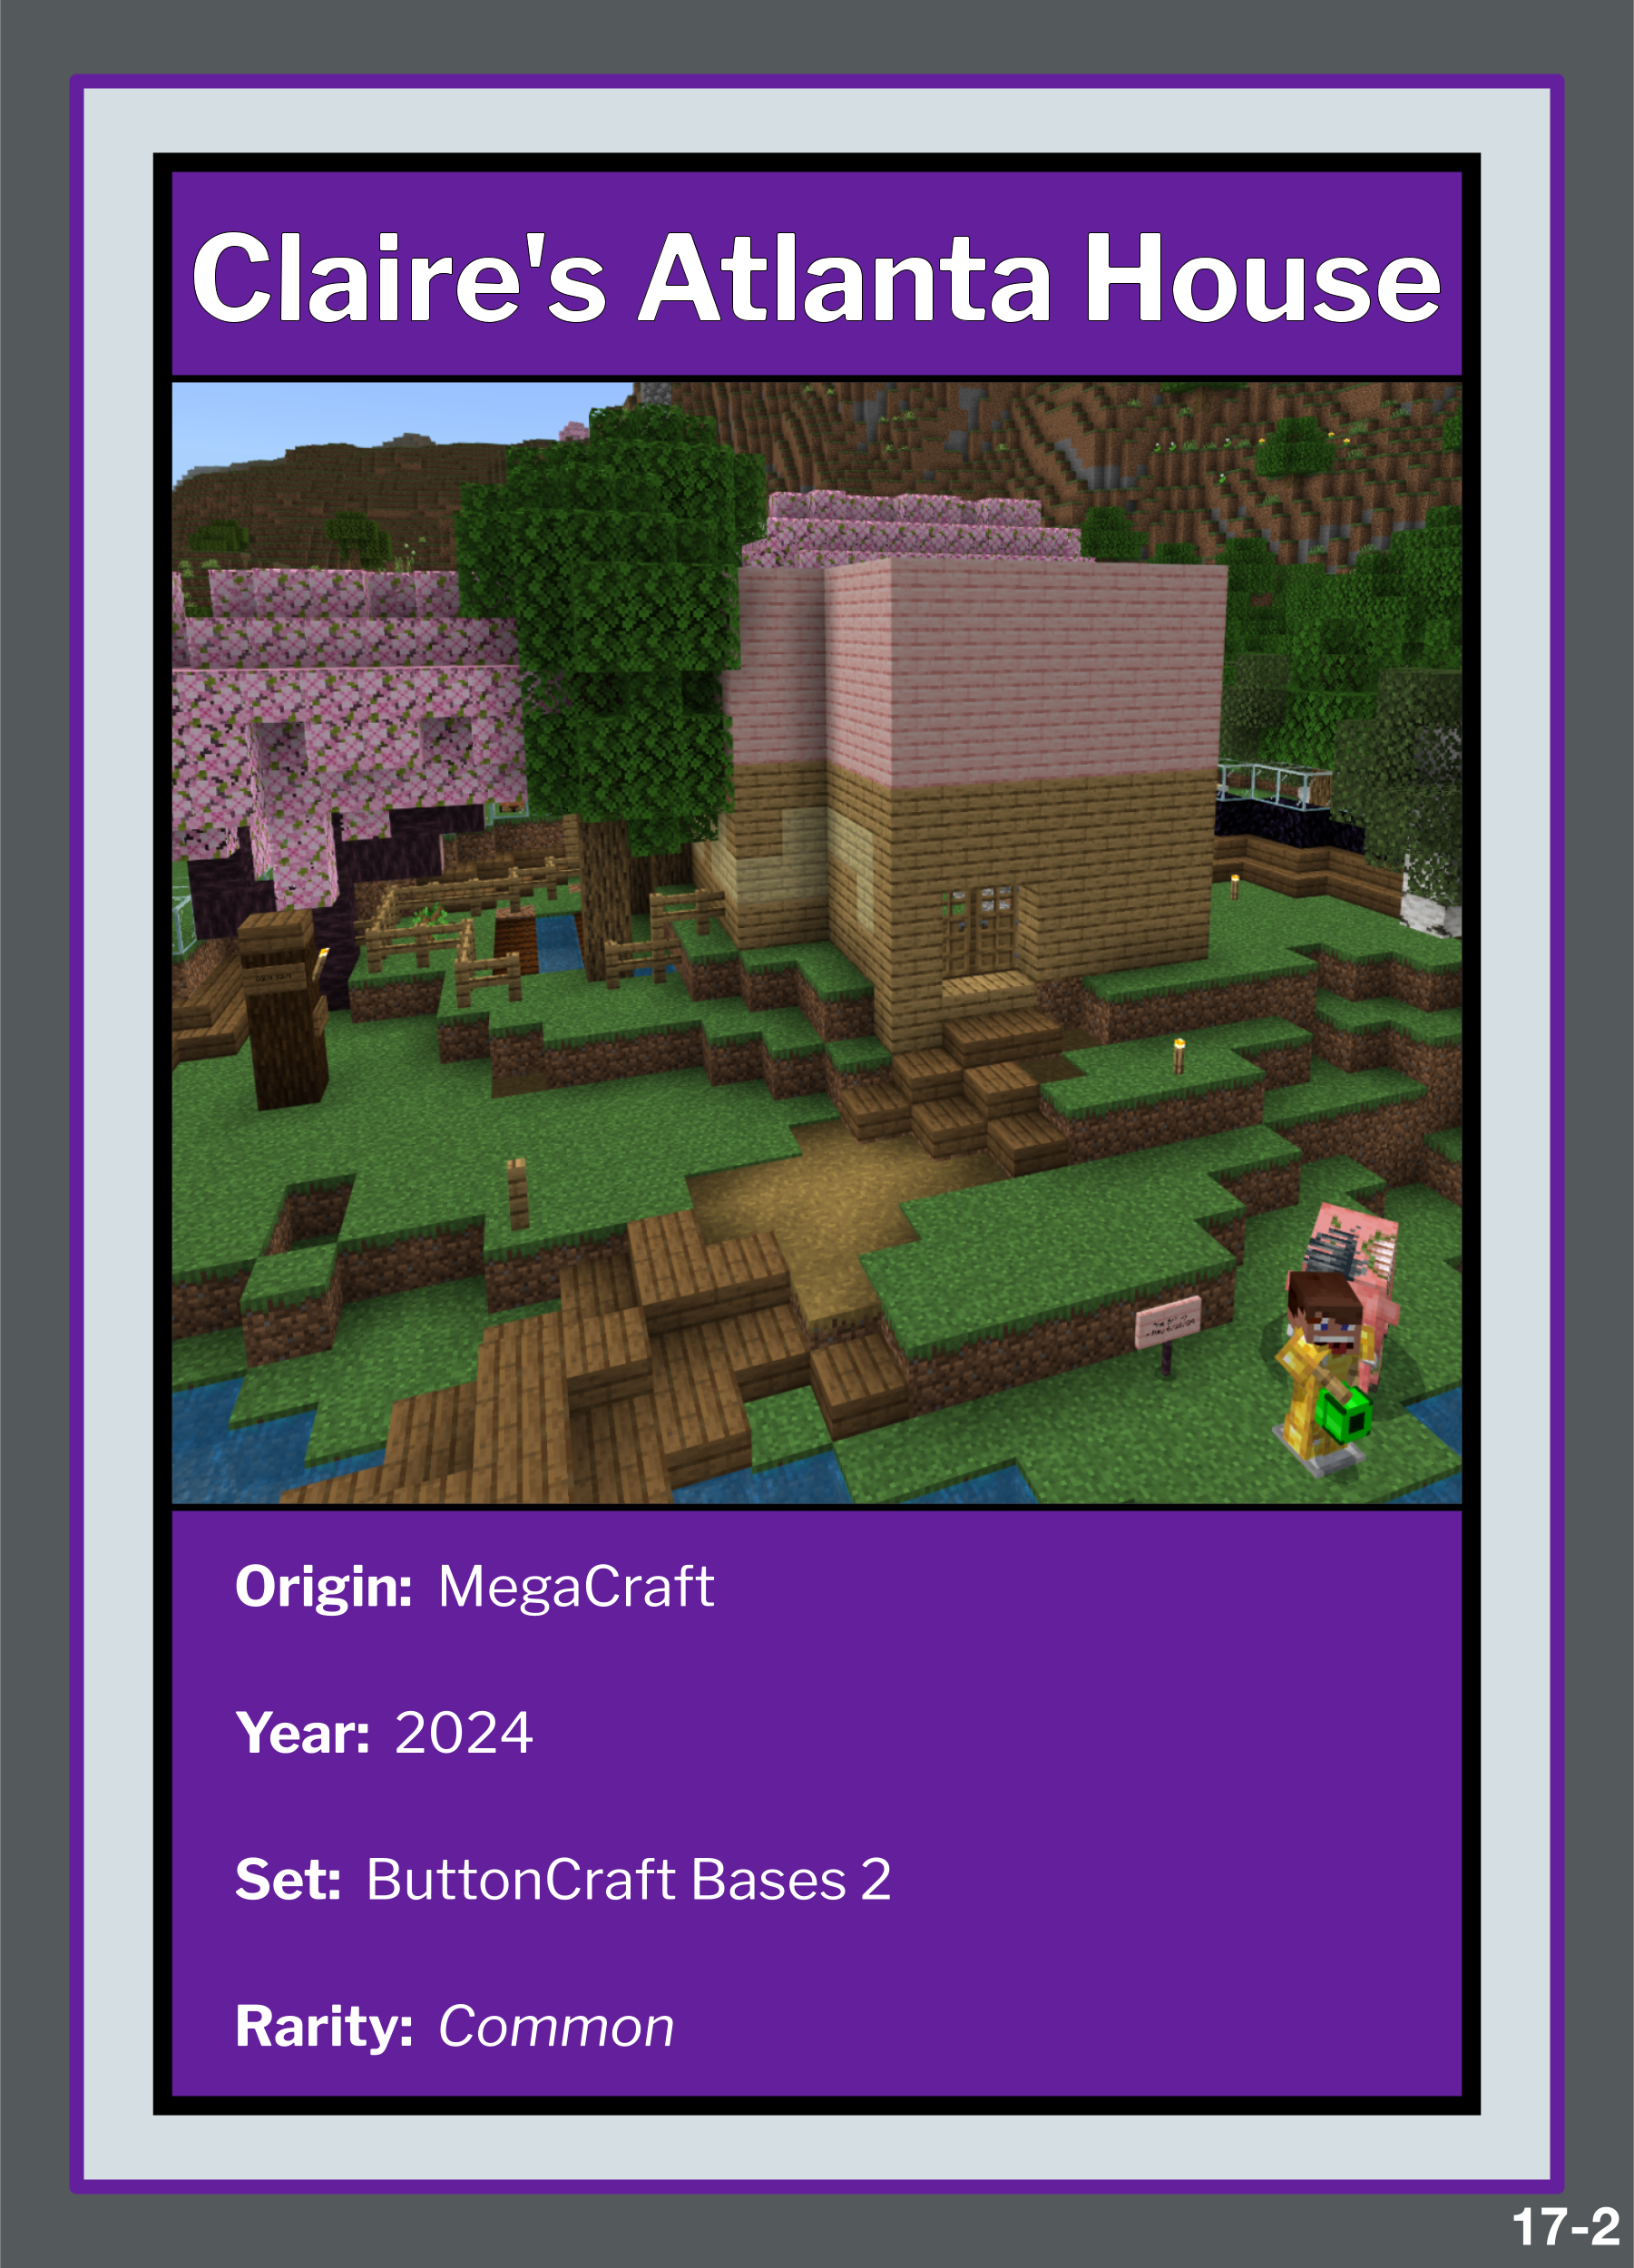 Claire's Atlanta House
Origin: MegaCraft
Year: 2024
Set: ButtonCraft Bases 2
Rarity: Common
17-2